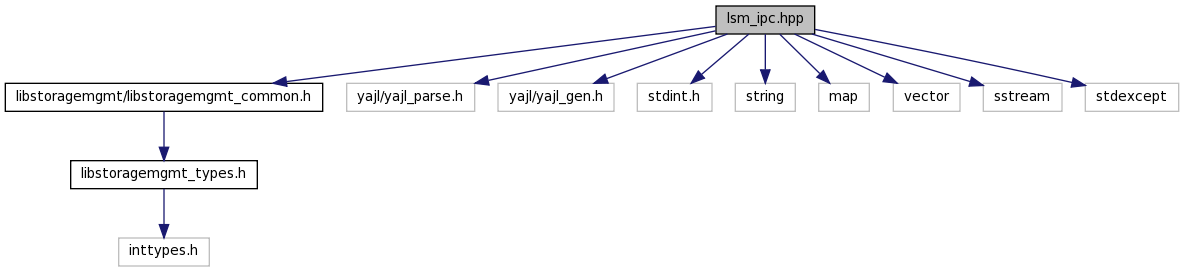 lsm_ipc.hpp
libstoragemgmt/libstoragemgmt_common.h
yajl/yajl_parse.h
yajl/yajl_gen.h
stdint.h
string
map
vector
sstream
stdexcept
libstoragemgmt_types.h
inttypes.h